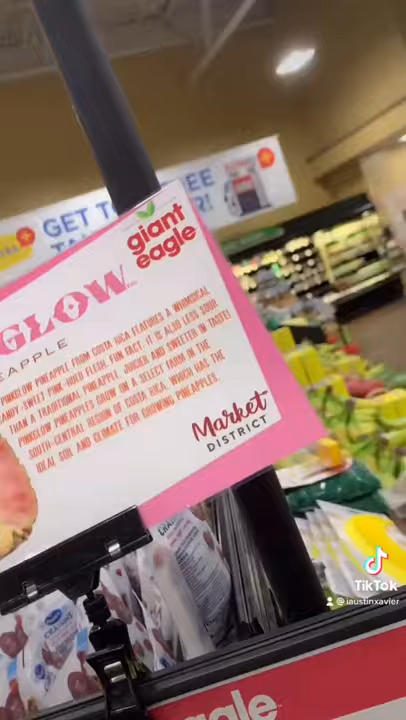 GET T
EE
giant
eagle
GLOW
EAPPLE
PINKGLOW PINEAPPLE FROM COSTA RICA FEATURES A WHIMSICAL
ANDY-SWEET PINK-HUED FLESH. FUN FACT: IT IS ALSO LESS SOUR
THAN A TRADITIONAL PINEAPPLE, JUICIER AND SWEETER IN TASTE!
PINKGLOW PINEAPPLES GROW ON A SELECT FARM IN THE
SOUTH-CENTRAL REGION OF COSTA RICA, WHICH HAS THE
IDEAL SOIL AND CLIMATE FOR GROWING PINEAPPLES.
Market
DISTRICT
TikTok
@iaustinxavier
eagle